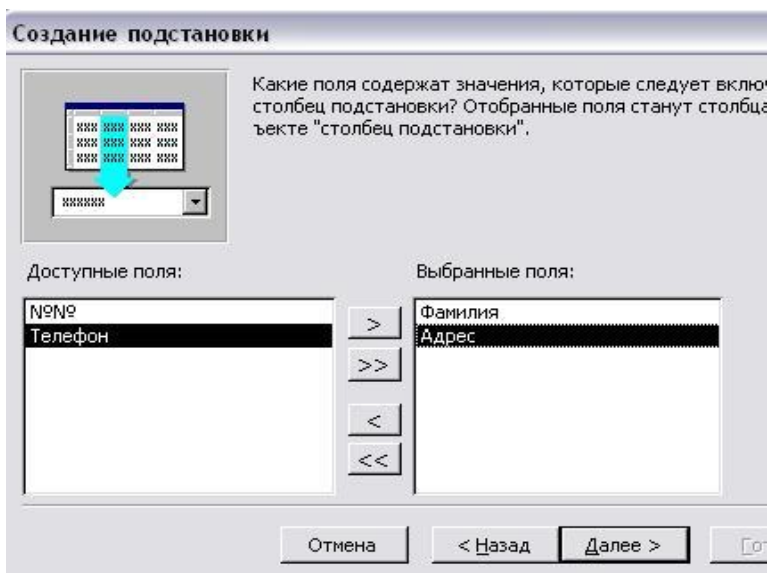 Создание подстановки
Какие поля содержат значения, которые следует вклю
столбец подстановки? Отобранные поля станут столбца
ъекте "столбец подстановки".
Доступные поля:
Выбранные поля:
№№
Телефон
>
>>
<
<<
Фамилия
Адрес
Отмена
< Назад
Далее >